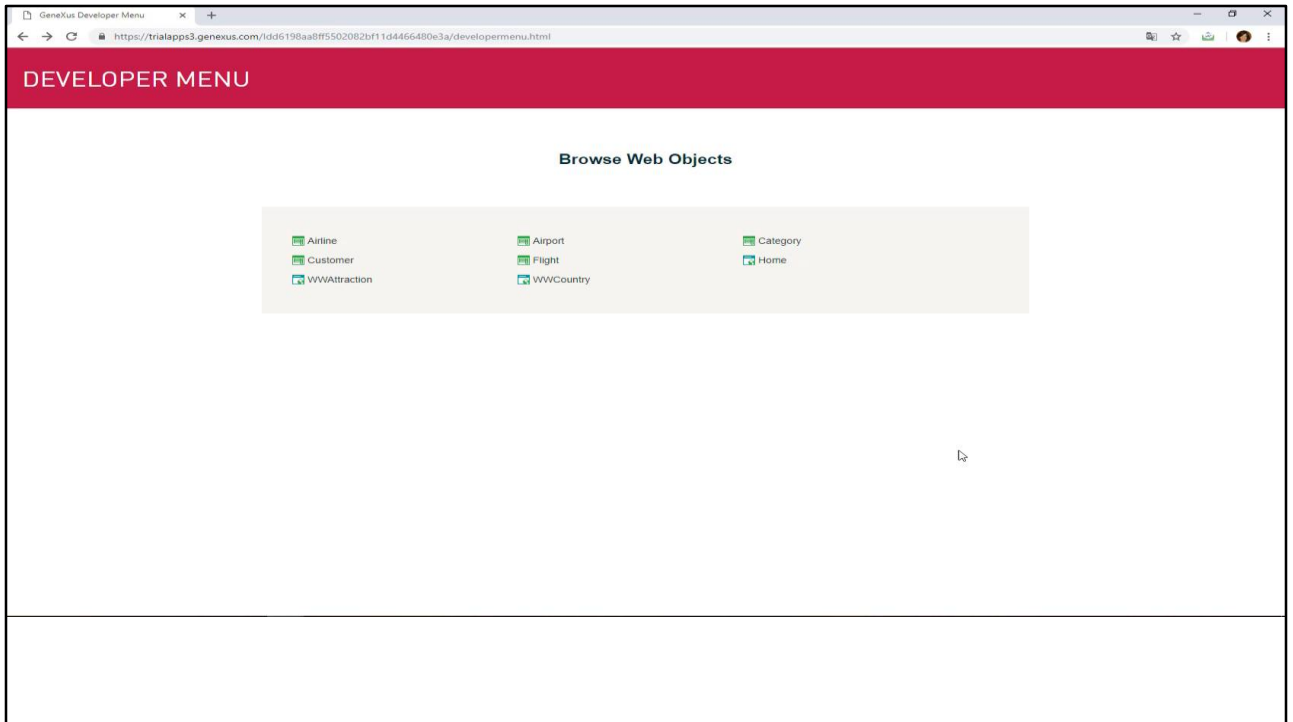 GeneXus Developer Menu
https://trialapps3.genexus.com/Idd6198aa8ff5502082bf11d4466480e3a/developermenu.html
DEVELOPER MENU
Browse Web Objects
Airline Airport Category
Customer Flight Home
WWAttraction WWCountry